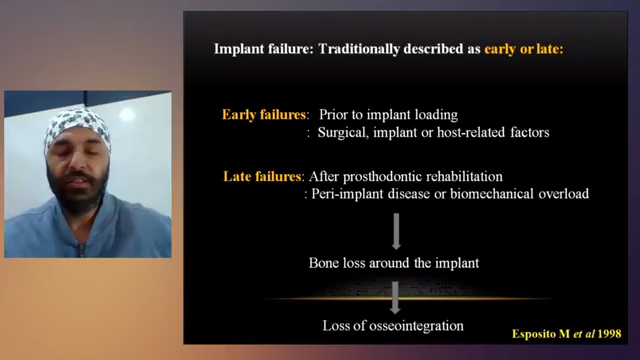 Implant failure: Traditionally described as early or late:
Early failures: Prior to implant loading
: Surgical, implant or host-related factors
Late failures: After prosthodontic rehabilitation
: Peri-implant disease or biomechanical overload
Bone loss around the implant
Loss of osseointegration
Esposito M et al 1998